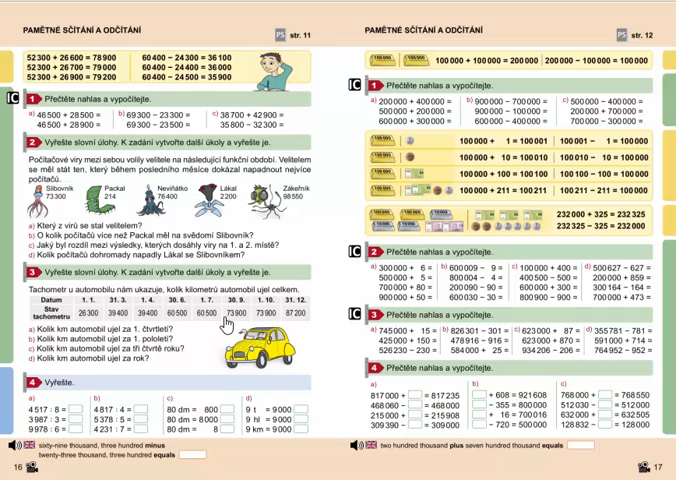 PAMĚTNÉ SČÍTÁNÍ A ODČÍTÁNÍ
PS str. 11
52 300 + 26 600 = 78 900 60 400 − 24 300 = 36 100
52 300 + 26 700 = 79 000 60 400 − 24 400 = 36 000
52 300 + 26 900 = 79 200 60 400 − 24 500 = 35 900
1 Přečtěte nahlas a vypočítejte.
a) 46 500 + 28 500 = b) 69 300 − 23 300 = c) 38 700 + 42 900 =
46 500 + 28 900 = 69 300 − 23 500 = 35 800 − 32 300 =
2 Vyřešte slovní úlohy. K zadání vytvořte další úkoly a vyřešte je.
Počítačové viry mezi sebou volily velitele na následující funkční období. Velitelem
se měl stát ten, který během posledního měsíce dokázal napadnout nejvíce
počítačů.
Slibovník Packal Neviňátko Lákal Zákeřník
73 300 214 76 400 2 200 98 550
a) Který z virů se stal velitelem?
b) O kolik počítačů více než Packal měl na svědomí Slibovník?
c) Jaký byl rozdíl mezi výsledky, kterých dosáhly viry na 1. a 2. místě?
d) Kolik počítačů dohromady napadly Lákal se Slibovníkem?
3 Vyřešte slovní úlohy. K zadání vytvořte další úkoly a vyřešte je.
Tachometr u automobilu nám ukazuje, kolik kilometrů automobil ujel celkem.
Datum 1. 1. 31. 3. 1. 4. 30. 6. 1. 7. 30. 9. 1. 10. 31. 12.
Stav tachometru 26 300 39 400 39 400 60 500 60 500 73 900 73 900 87 200
a) Kolik km automobil ujel za 1. čtvrtletí?
b) Kolik km automobil ujel za 1. pololetí?
c) Kolik km automobil ujel za tři čtvrtě roku?
d) Kolik km automobil ujel za rok?
4 Vyřešte.
a) b) c) d)
4 517 : 8 = 4 817 : 4 = 80 dm = 800 9 t = 9 000
3 987 : 3 = 5 378 : 5 = 80 dm = 8 000 9 hl = 9 000
9 978 : 6 = 4 231 : 7 = 80 dm = 8 9 km = 9 000
sixty-nine thousand, three hundred minus
twenty-three thousand, three hundred equals
16
PAMĚTNÉ SČÍTÁNÍ A ODČÍTÁNÍ
PS str. 12
100 000 100 000 100 000 + 100 000 = 200 000 200 000 − 100 000 = 100 000
1 Přečtěte nahlas a vypočítejte.
a) 200 000 + 400 000 = b) 900 000 − 700 000 = c) 500 000 − 400 000 =
500 000 + 200 000 = 800 000 − 600 000 = 200 000 + 700 000 =
600 000 + 300 000 = 600 000 − 400 000 = 700 000 − 300 000 =
100 000 100 000 + 1 = 100 001 100 001 − 1 = 100 000
100 000 100 000 + 10 = 100 010 100 010 − 10 = 100 000
100 000 100 000 + 100 = 100 100 100 100 − 100 = 100 000
100 000 100 000 + 211 = 100 211 100 211 − 211 = 100 000
232 000 + 325 = 232 325
232 325 − 325 = 232 000
2 Přečtěte nahlas a vypočítejte.
a) 300 000 + 6 = b) 600 009 − 9 = c) 100 000 + 400 = d) 500 627 − 627 =
500 000 + 5 = 800 004 − 4 = 400 500 − 500 = 200 000 + 859 =
700 000 + 80 = 200 090 − 90 = 600 000 + 300 = 300 164 − 164 =
900 000 + 50 = 600 030 − 30 = 800 900 − 900 = 700 000 + 473 =
3 Přečtěte nahlas a vypočítejte.
a) 745 000 + 15 = b) 826 301 − 301 = c) 623 000 + 87 = d) 355 781 − 781 =
425 000 + 150 = 478 916 − 916 = 623 000 + 870 = 591 000 + 714 =
526 230 − 230 = 584 000 + 25 = 934 206 − 206 = 764 952 − 952 =
4 Přečtěte nahlas a vypočítejte.
a) b) c)
817 000 + = 817 235 + 608 = 921 608 768 000 + = 768 550
468 060 − = 468 000 − 355 = 800 000 512 030 − = 512 000
215 000 + = 215 908 + 16 = 700 016 632 000 + = 632 505
309 390 − = 309 000 − 720 = 500 000 128 832 − = 128 000
two hundred thousand plus seven hundred thousand equals
17